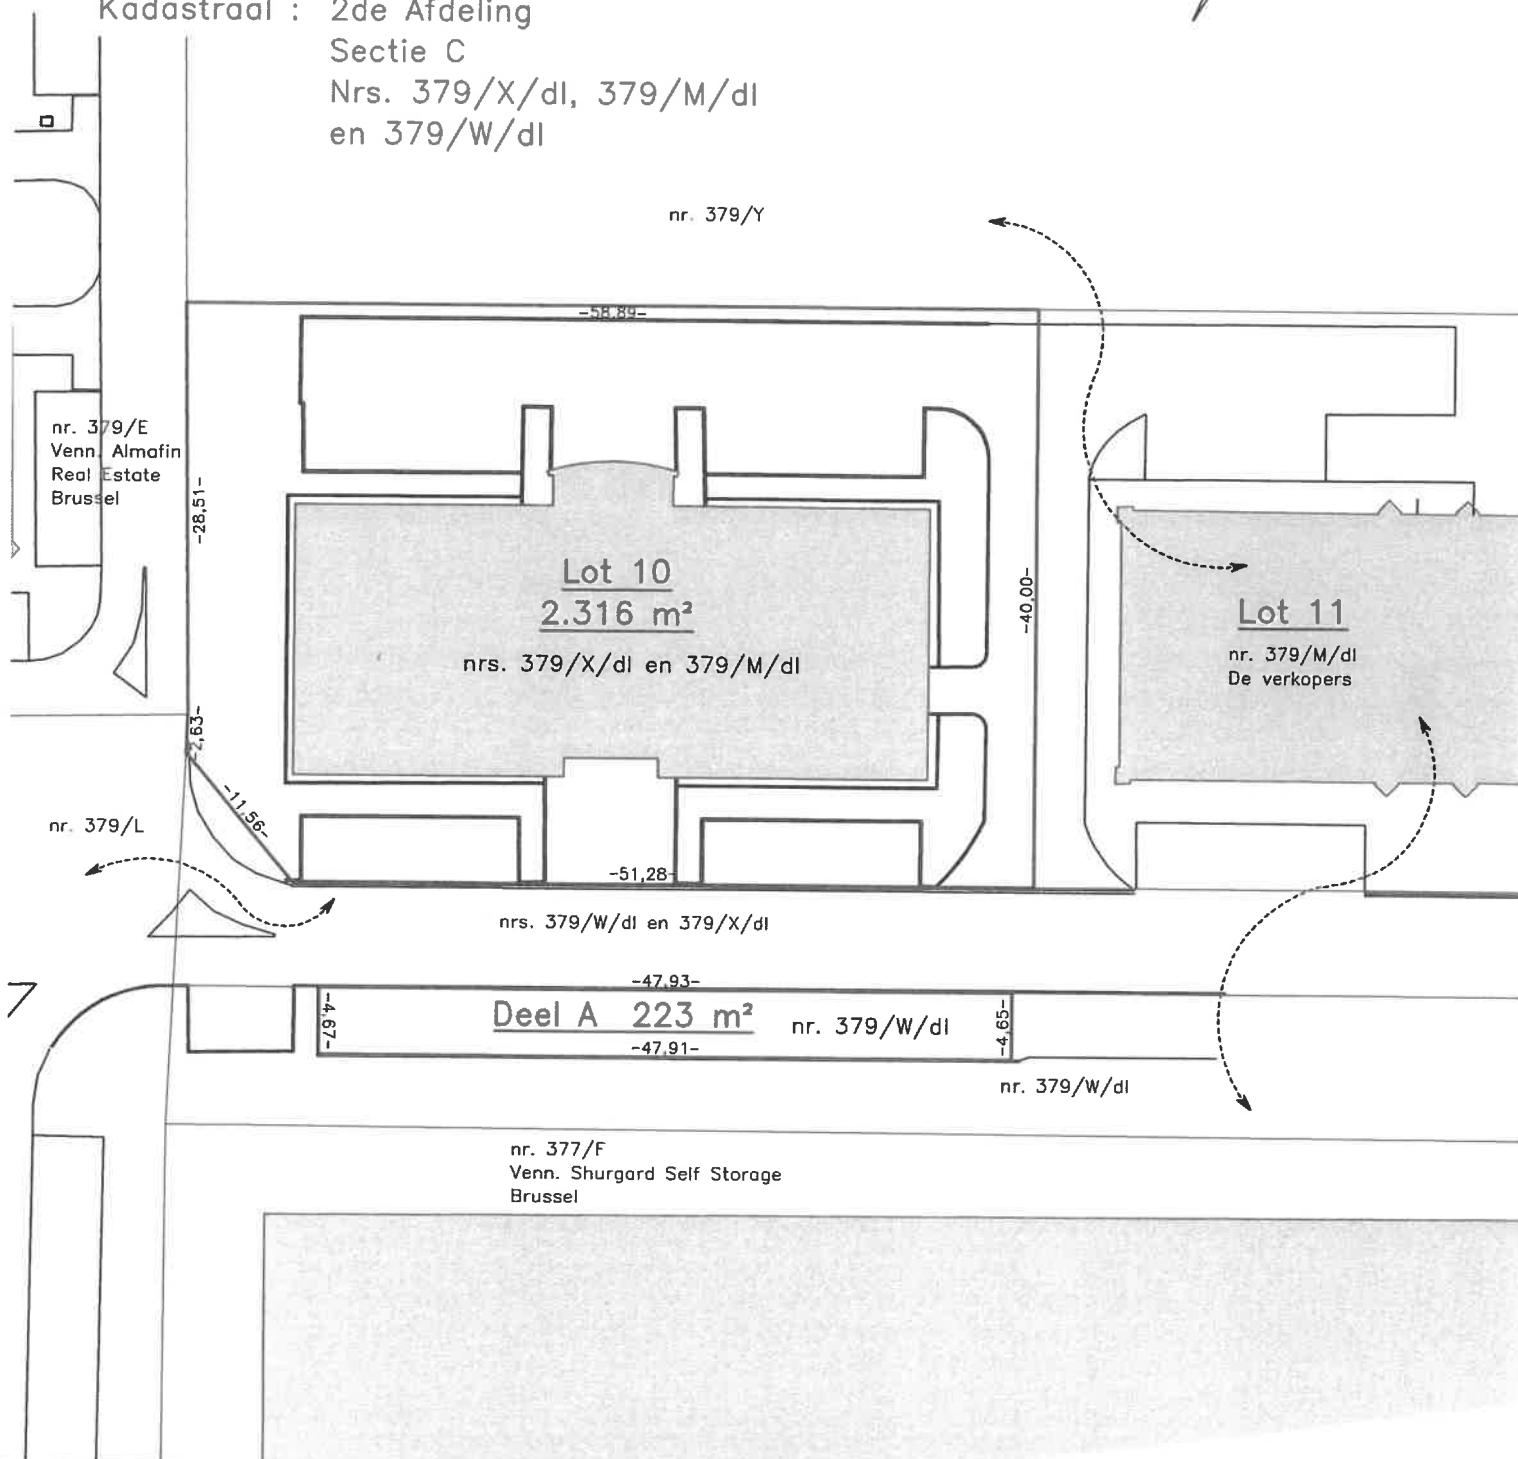 Kadastraal : 2de Afdeling
Sectie C
Nrs. 379/X/dl, 379/M/dl
en 379/W/dl
nr. 379/Y
-58,89-
nr. 379/E
Venn. Almafin
Real Estate
Brussel
-28,51-
Lot 10
2.316 m²
nrs. 379/X/dl en 379/M/dl
-40,00-
Lot 11
nr. 379/M/dl
De verkopers
-2,63-
-11,56-
nr. 379/L
-51,28-
nrs. 379/W/dl en 379/X/dl
-47,93-
-4,67-
Deel A 223 m² nr. 379/W/dl
-4,65-
-47,91-
nr. 379/W/dl
nr. 377/F
Venn. Shurgard Self Storage
Brussel